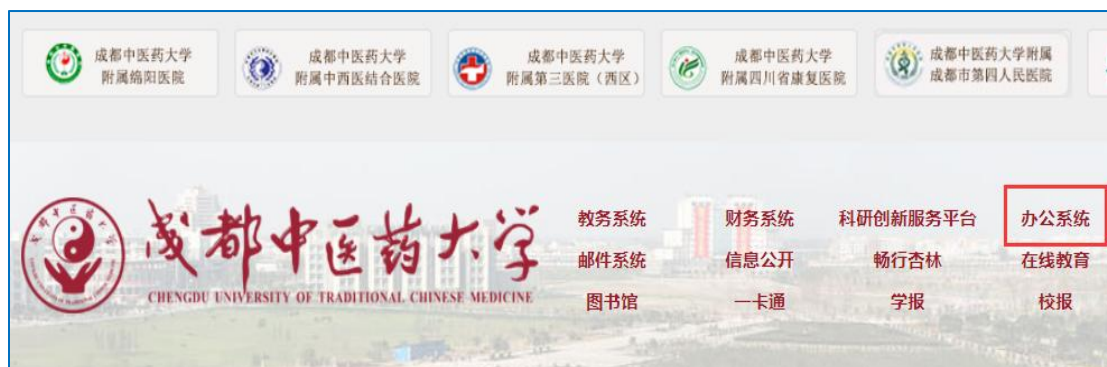 成都中医药大学
附属绵阳医院
成都中医药大学
附属中西医结合医院
成都中医药大学
附属第三医院（西区）
成都中医药大学
附属四川省康复医院
成都中医药大学附属
成都市第四人民医院
成都中医药大学
CHENGDU UNIVERSITY OF TRADITIONAL CHINESE MEDICINE
教务系统 财务系统 科研创新服务平台 办公系统
邮件系统 信息公开 畅行杏林 在线教育
图书馆 一卡通 学报 校报